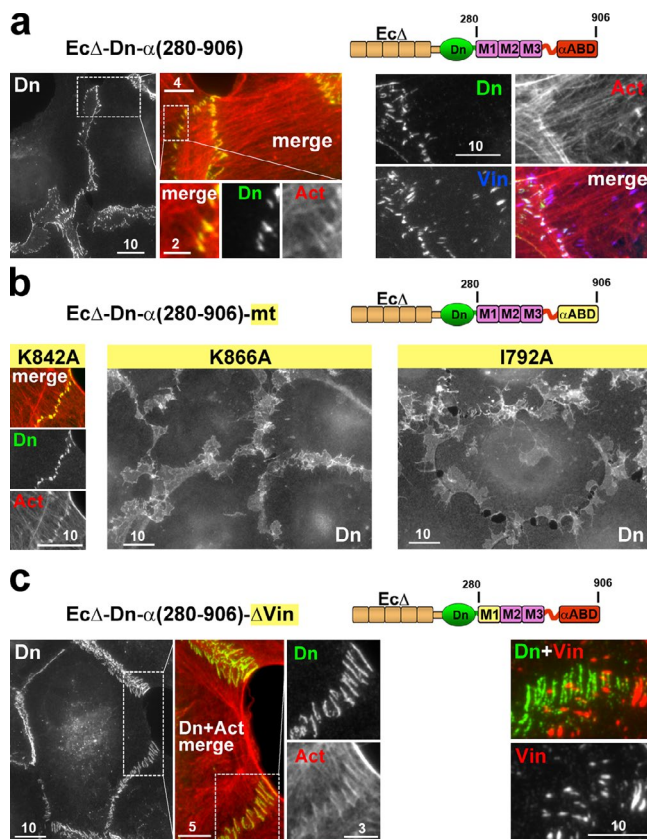 a
EcΔ-Dn-α(280-906)
EcΔ
280
906
Dn
M1
M2
M3
αABD
Dn
10
4
merge
merge
Dn
Act
2
Dn
10
Act
Vin
merge
b
EcΔ-Dn-α(280-906)-mt
EcΔ
280
906
Dn
M1
M2
M3
αABD
K842A
merge
Dn
Act
10
K866A
10
Dn
I792A
10
Dn
c
EcΔ-Dn-α(280-906)-ΔVin
EcΔ
280
906
Dn
M1
M2
M3
αABD
Dn
10
Dn+Act
merge
5
Dn
Act
3
Dn+Vin
Vin
10